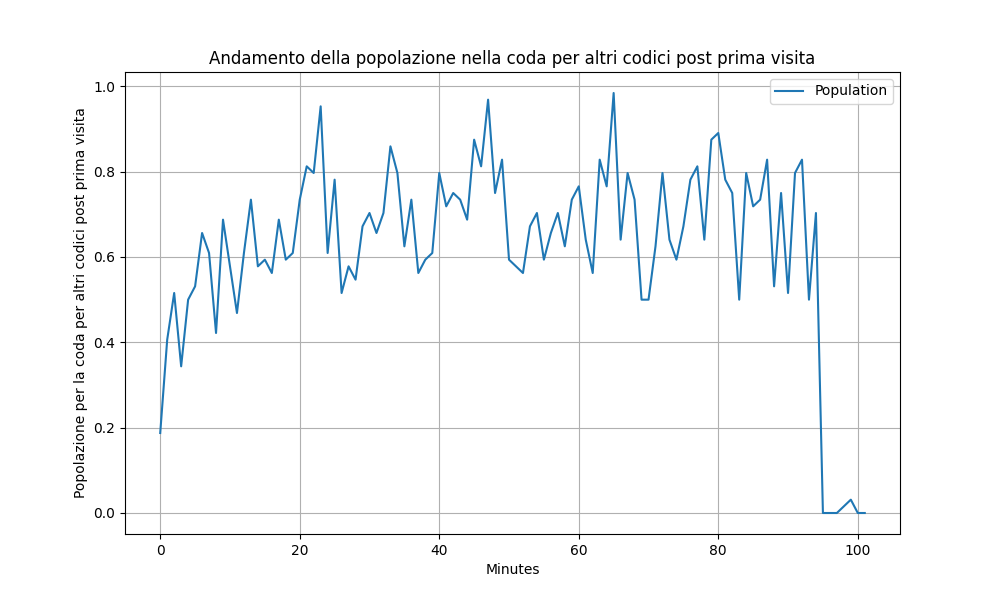 Andamento della popolazione nella coda per altri codici post prima visita
Population
Popolazione per la coda per altri codici post prima visita
1.0
0.8
0.6
0.4
0.2
0.0
0 20 40 60 80 100
Minutes